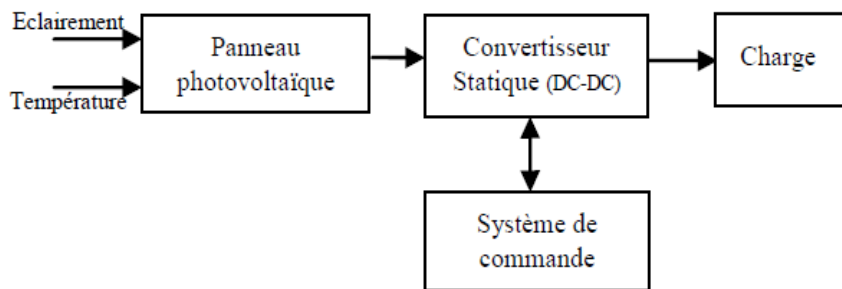 Eclairement
Température
Panneau
photovoltaïque
Convertisseur
Statique (DC-DC)
Charge
Système de
commande